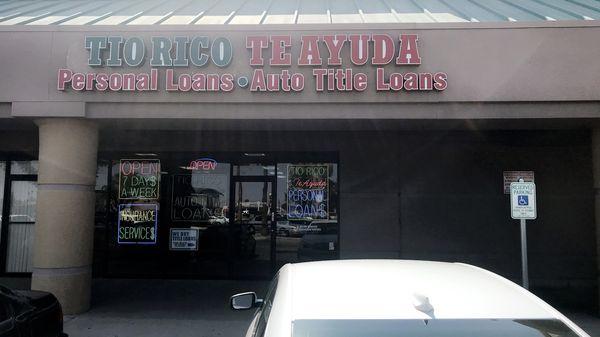 TIO RICO TE AYUDA
Personal Loans • Auto Title Loans
OPEN
7 DAYS
A WEEK
INSURANCE
SERVICES
OPEN
AUTO TITLE
LOANS
WE BUY
TITLE LOANS
TIO RICO
Te Ayuda
PERSONAL
LOANS
RESERVED
PARKING